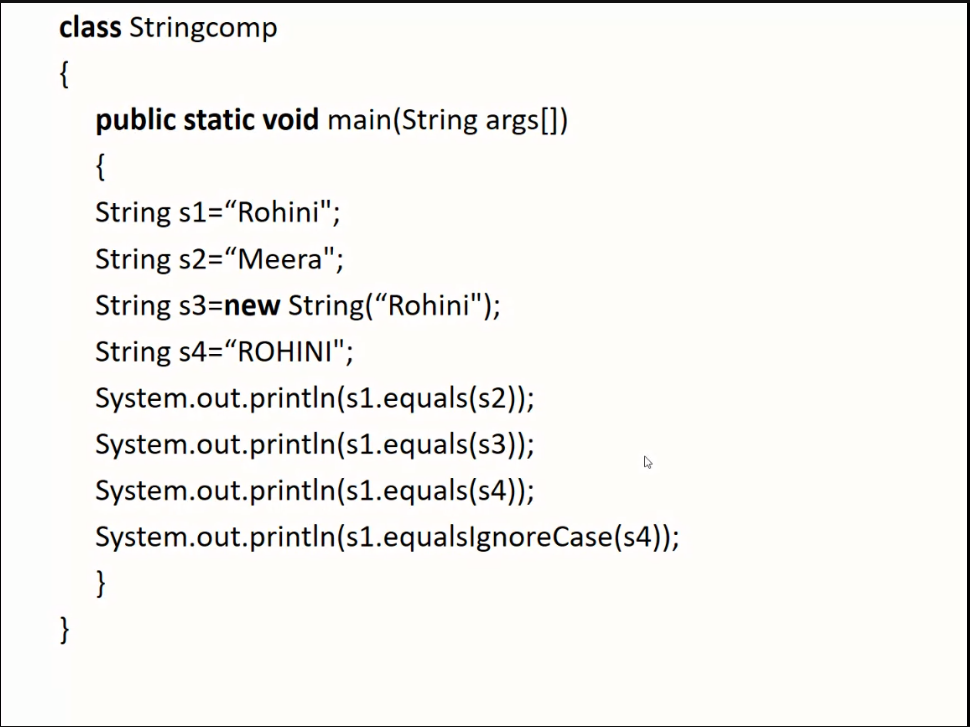 class Stringcomp
{
public static void main(String args[])
{
String s1=“Rohini";
String s2=“Meera";
String s3=new String(“Rohini");
String s4=“ROHINI";
System.out.println(s1.equals(s2));
System.out.println(s1.equals(s3));
System.out.println(s1.equals(s4));
System.out.println(s1.equalsIgnoreCase(s4));
}
}